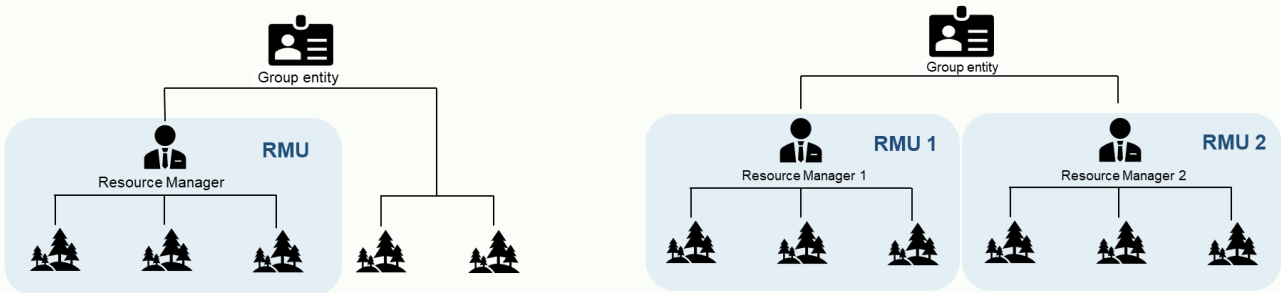 Group entity
RMU
Resource Manager
Group entity
RMU 1
Resource Manager 1
RMU 2
Resource Manager 2